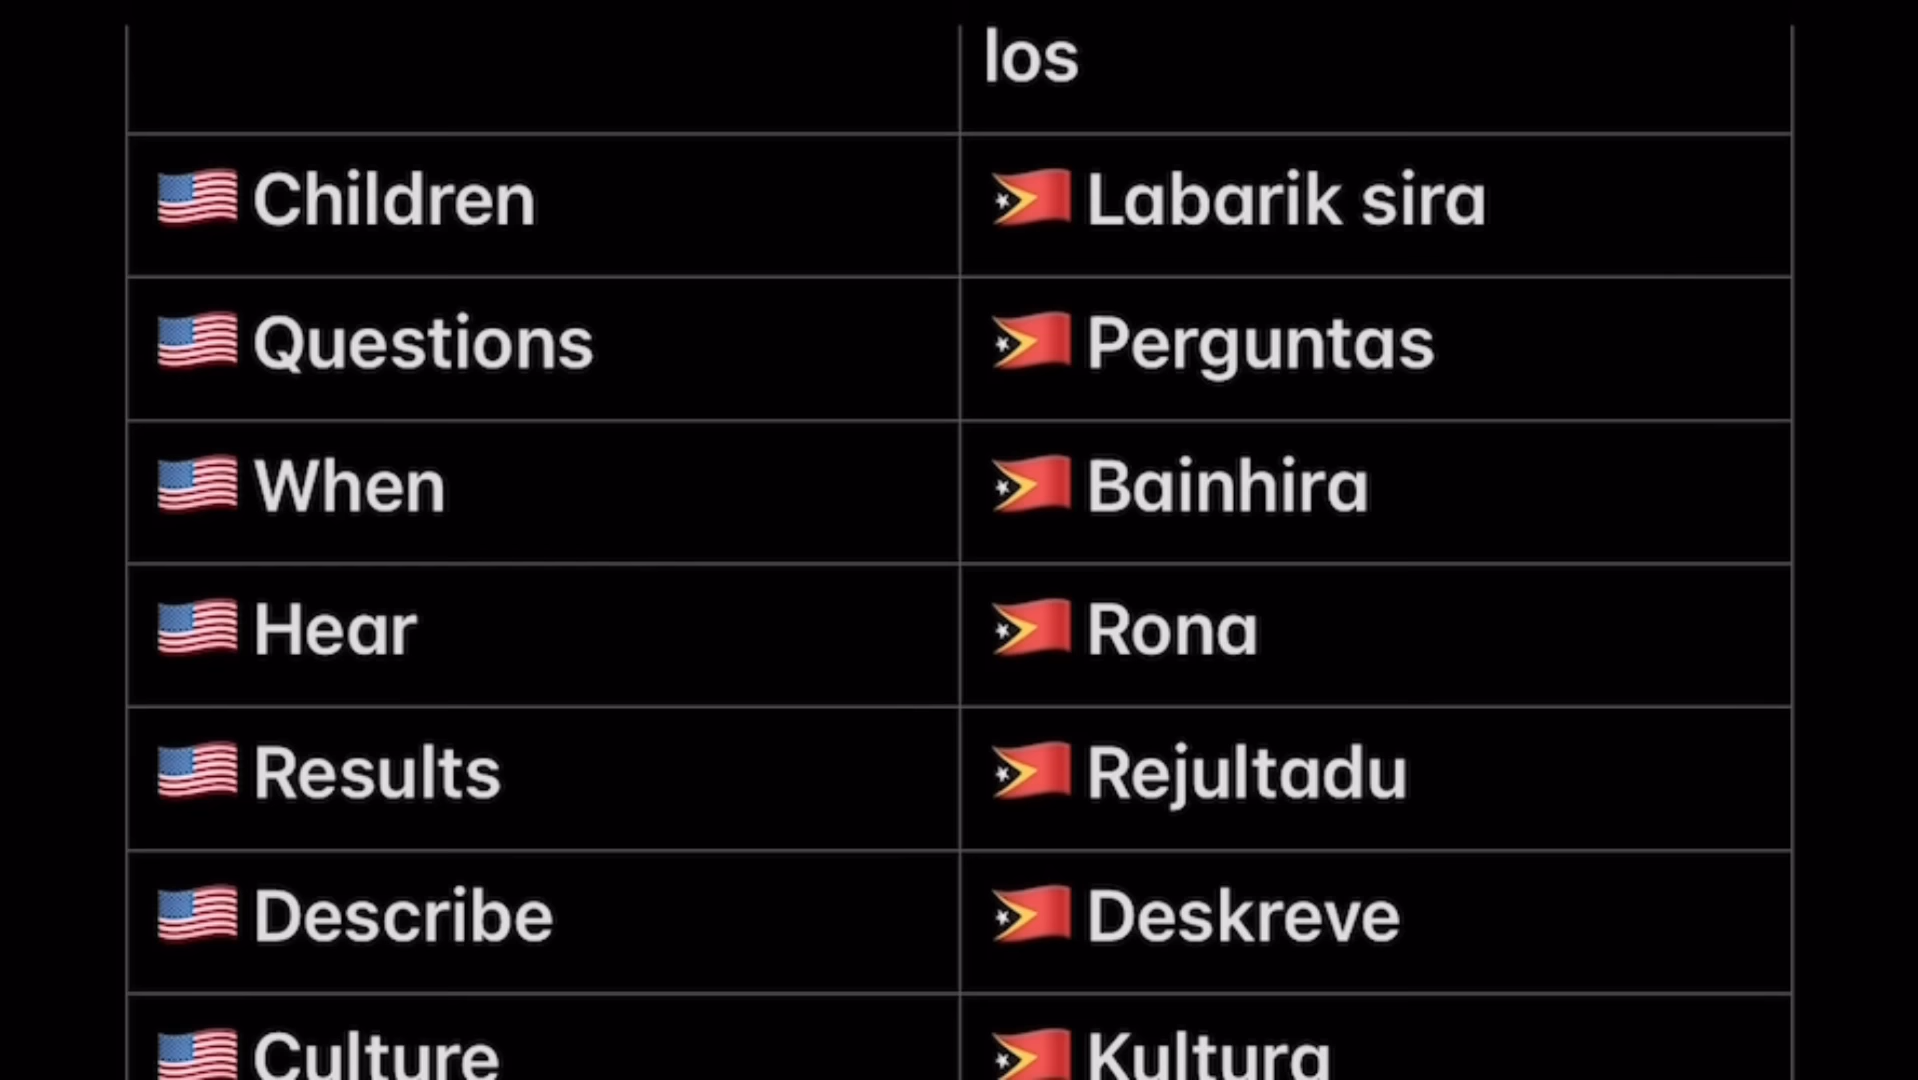 los
🇺🇸 Children 🇹🇱 Labarik sira
🇺🇸 Questions 🇹🇱 Perguntas
🇺🇸 When 🇹🇱 Bainhira
🇺🇸 Hear 🇹🇱 Rona
🇺🇸 Results 🇹🇱 Rejultadu
🇺🇸 Describe 🇹🇱 Deskreve
🇺🇸 Culture 🇹🇱 Kultura